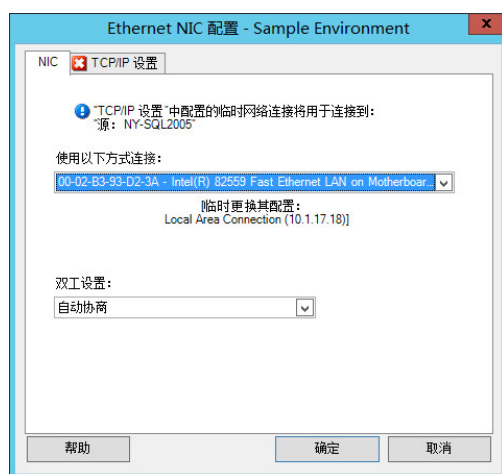 Ethernet NIC 配置 - Sample Environment
x
NIC
TCP/IP 设置
"TCP/IP 设置"中配置的临时网络连接将用于连接到：
"源： NY-SQL2005"
使用以下方式连接：
00-02-B3-93-D2-3A - Intel(R) 82559 Fast Ethernet LAN on Motherboar...
[临时更换其配置：
Local Area Connection (10.1.17.18)]
双工设置：
自动协商
帮助
确定
取消